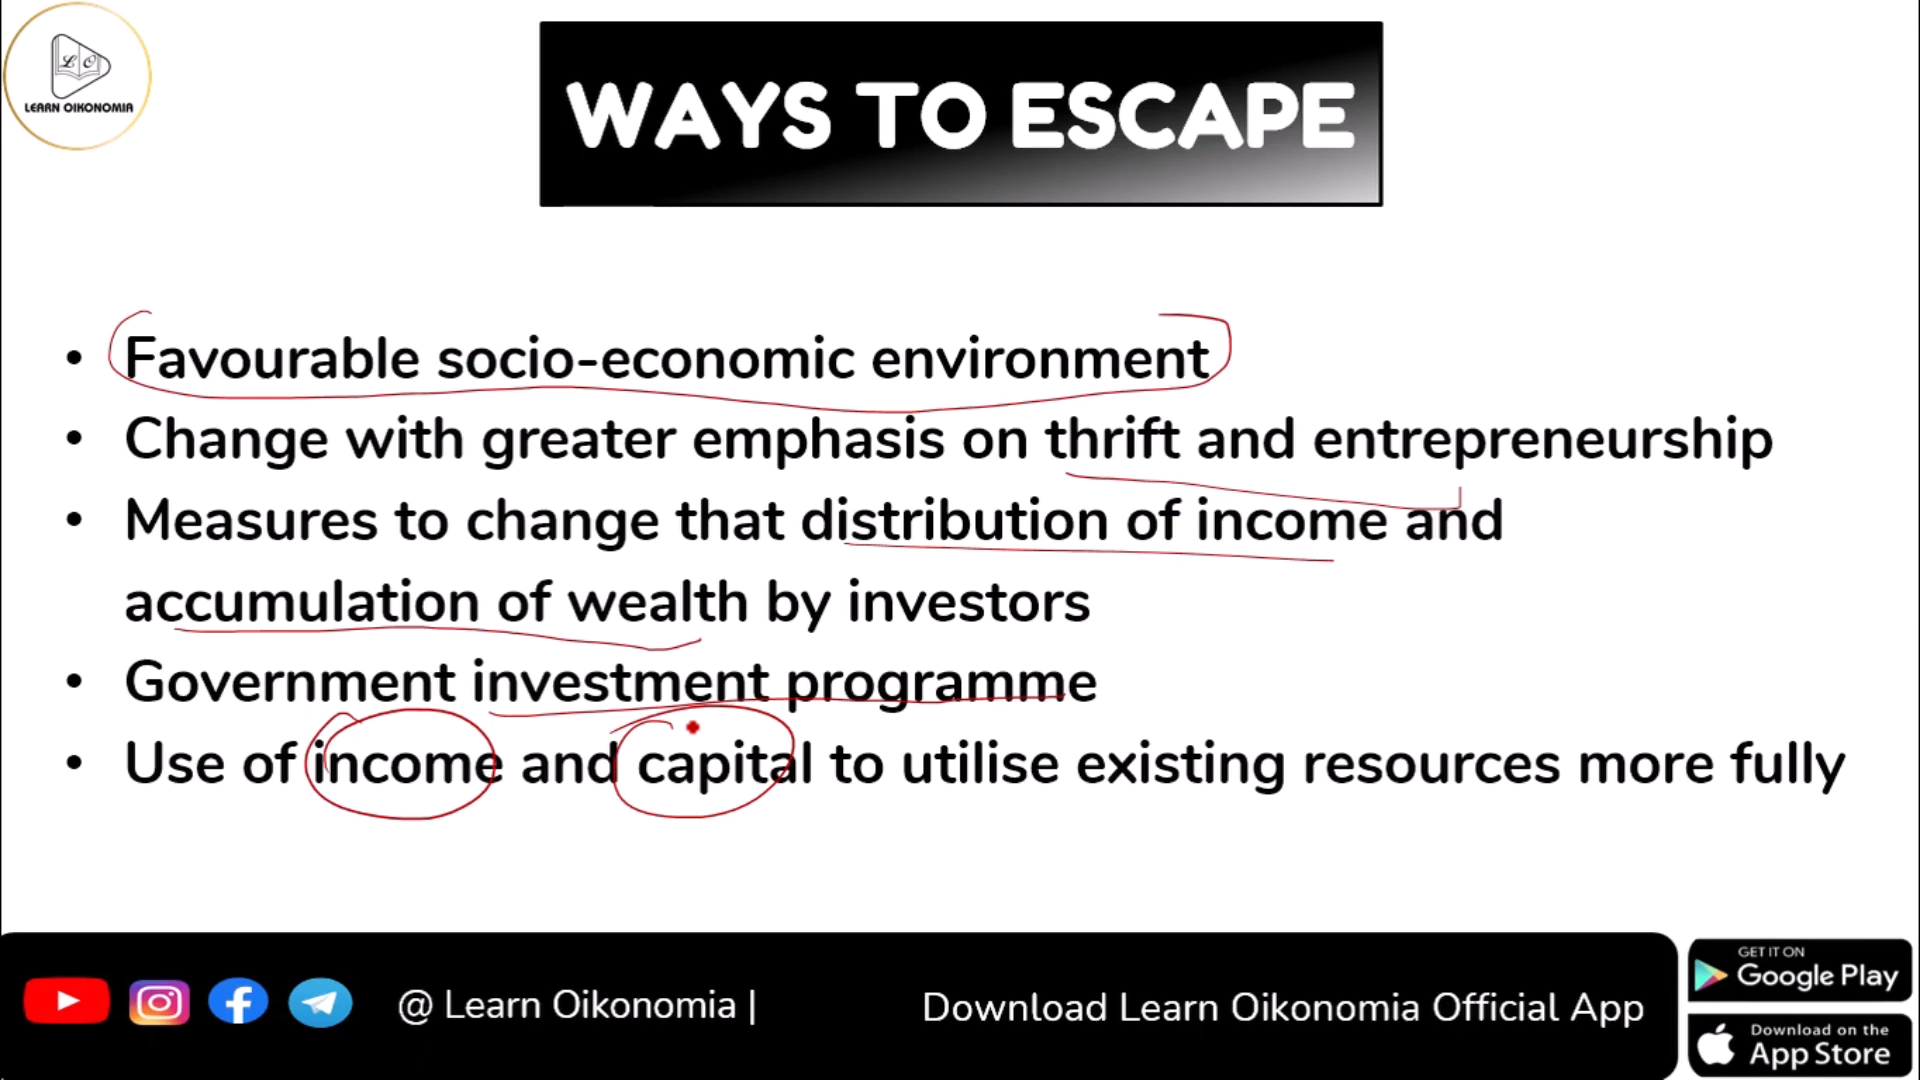 L O
LEARN OIKONOMIA
WAYS TO ESCAPE
• Favourable socio-economic environment
• Change with greater emphasis on thrift and entrepreneurship
• Measures to change that distribution of income and
accumulation of wealth by investors
• Government investment programme
• Use of income and capital to utilise existing resources more fully
@ Learn Oikonomia |
Download Learn Oikonomia Official App
GET IT ON
Google Play
Download on the
App Store